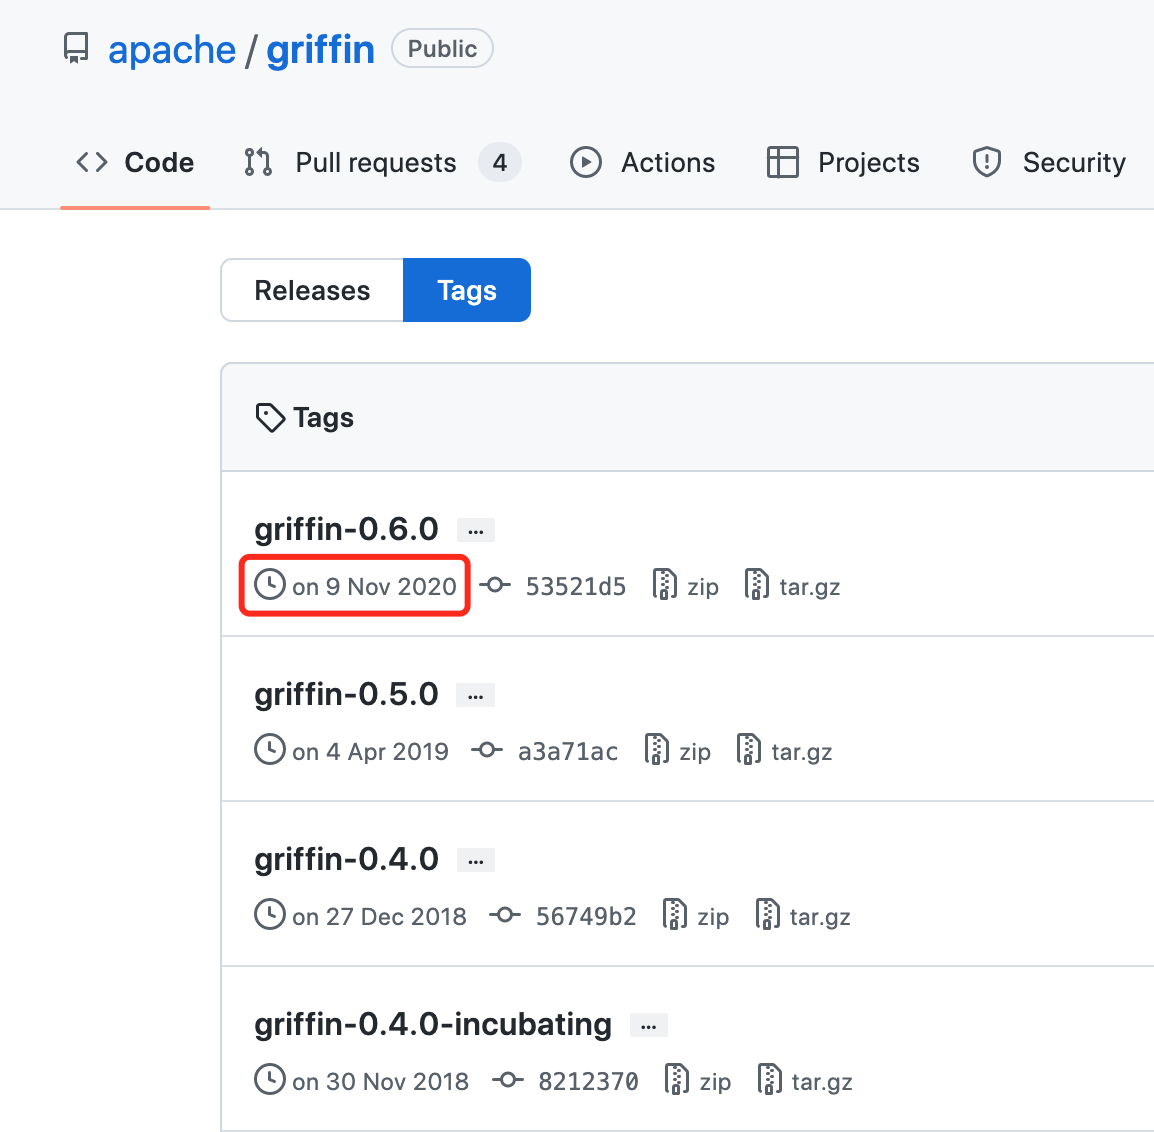 apache / griffin Public
Code Pull requests 4 Actions Projects Security
Releases Tags
Tags
griffin-0.6.0 ...
on 9 Nov 2020 53521d5 zip tar.gz
griffin-0.5.0 ...
on 4 Apr 2019 a3a71ac zip tar.gz
griffin-0.4.0 ...
on 27 Dec 2018 56749b2 zip tar.gz
griffin-0.4.0-incubating ...
on 30 Nov 2018 8212370 zip tar.gz